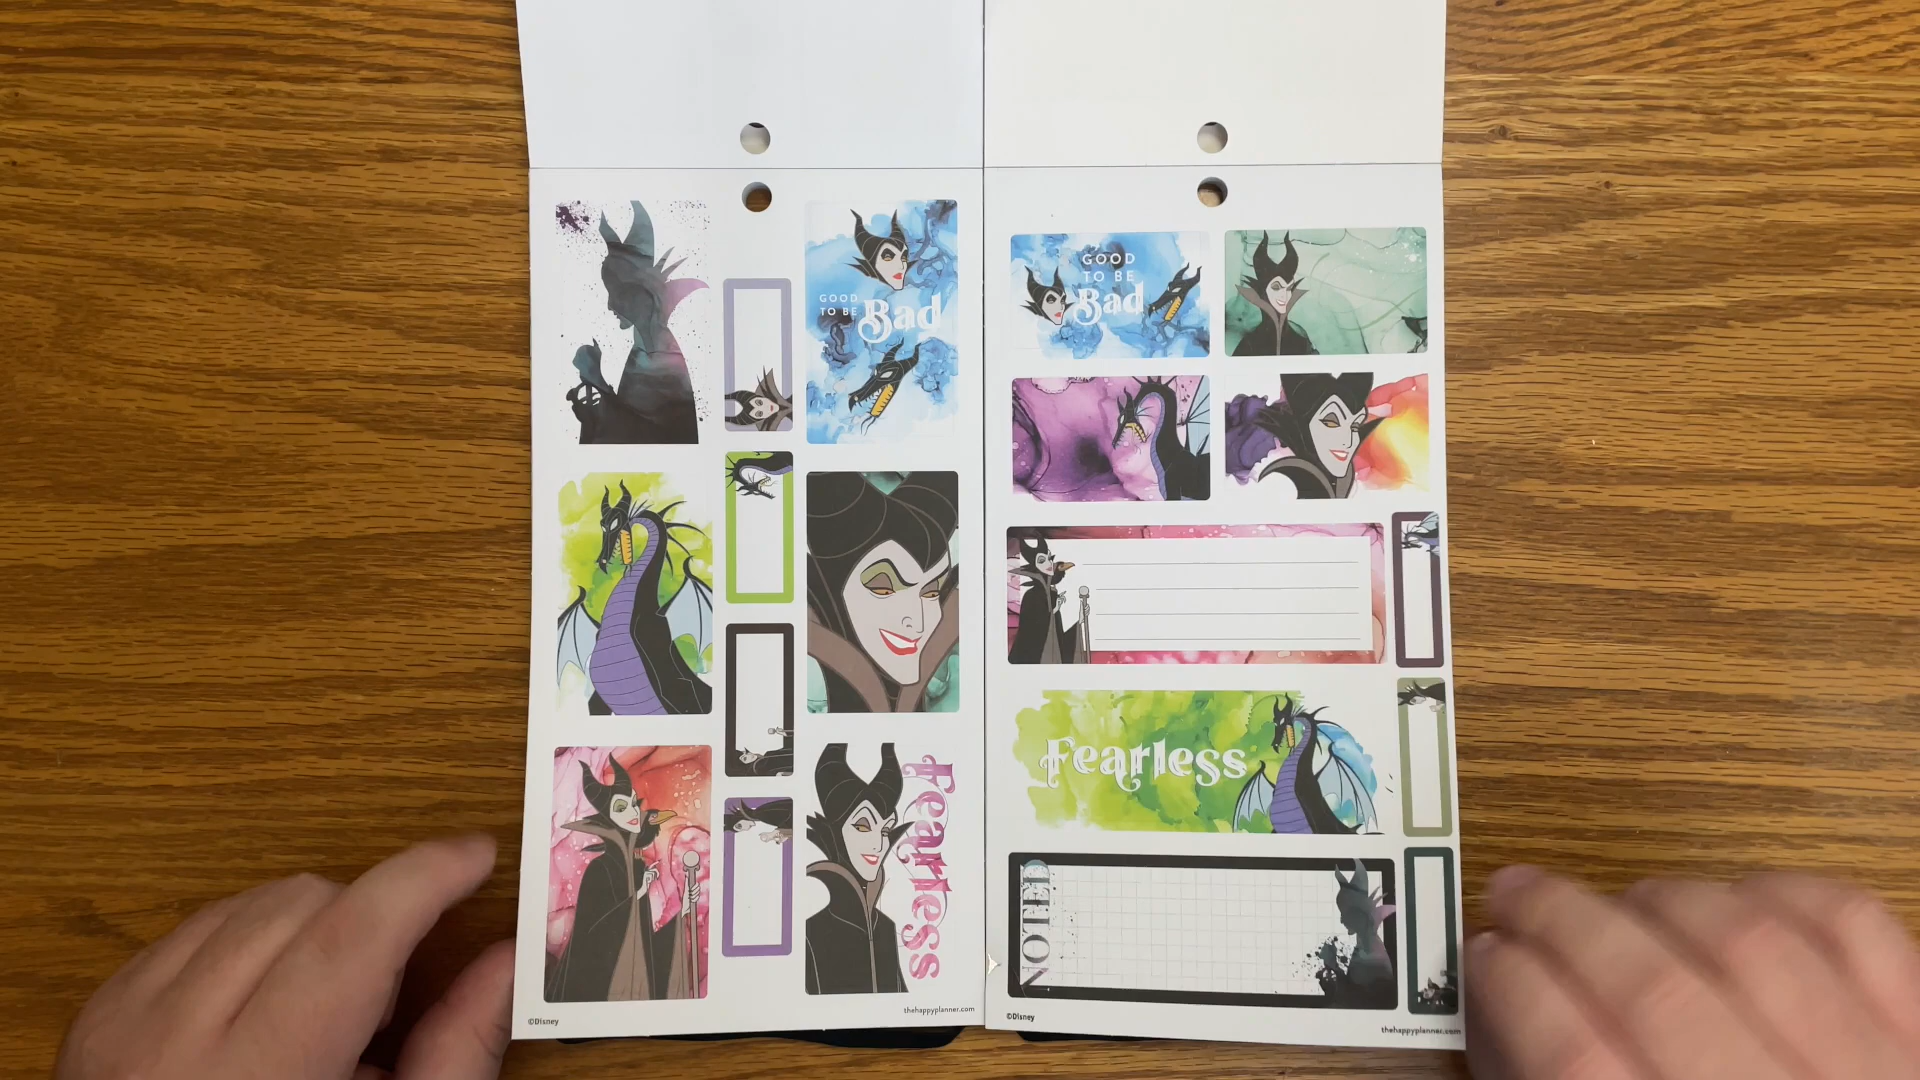 GOOD
TO BE
Bad
Fearless
©Disney
thehappyplanner.com
GOOD
TO BE
Bad
Fearless
NOTED
©Disney
thehappyplanner.com